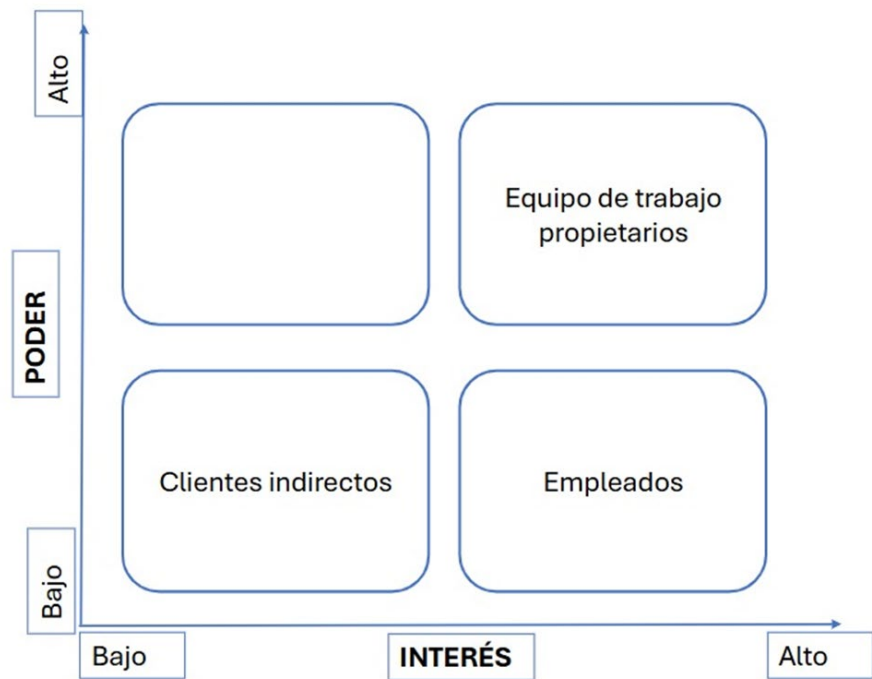 Alto
Equipo de trabajo
propietarios
PODER
Clientes indirectos
Empleados
Bajo
Bajo
INTERÉS
Alto